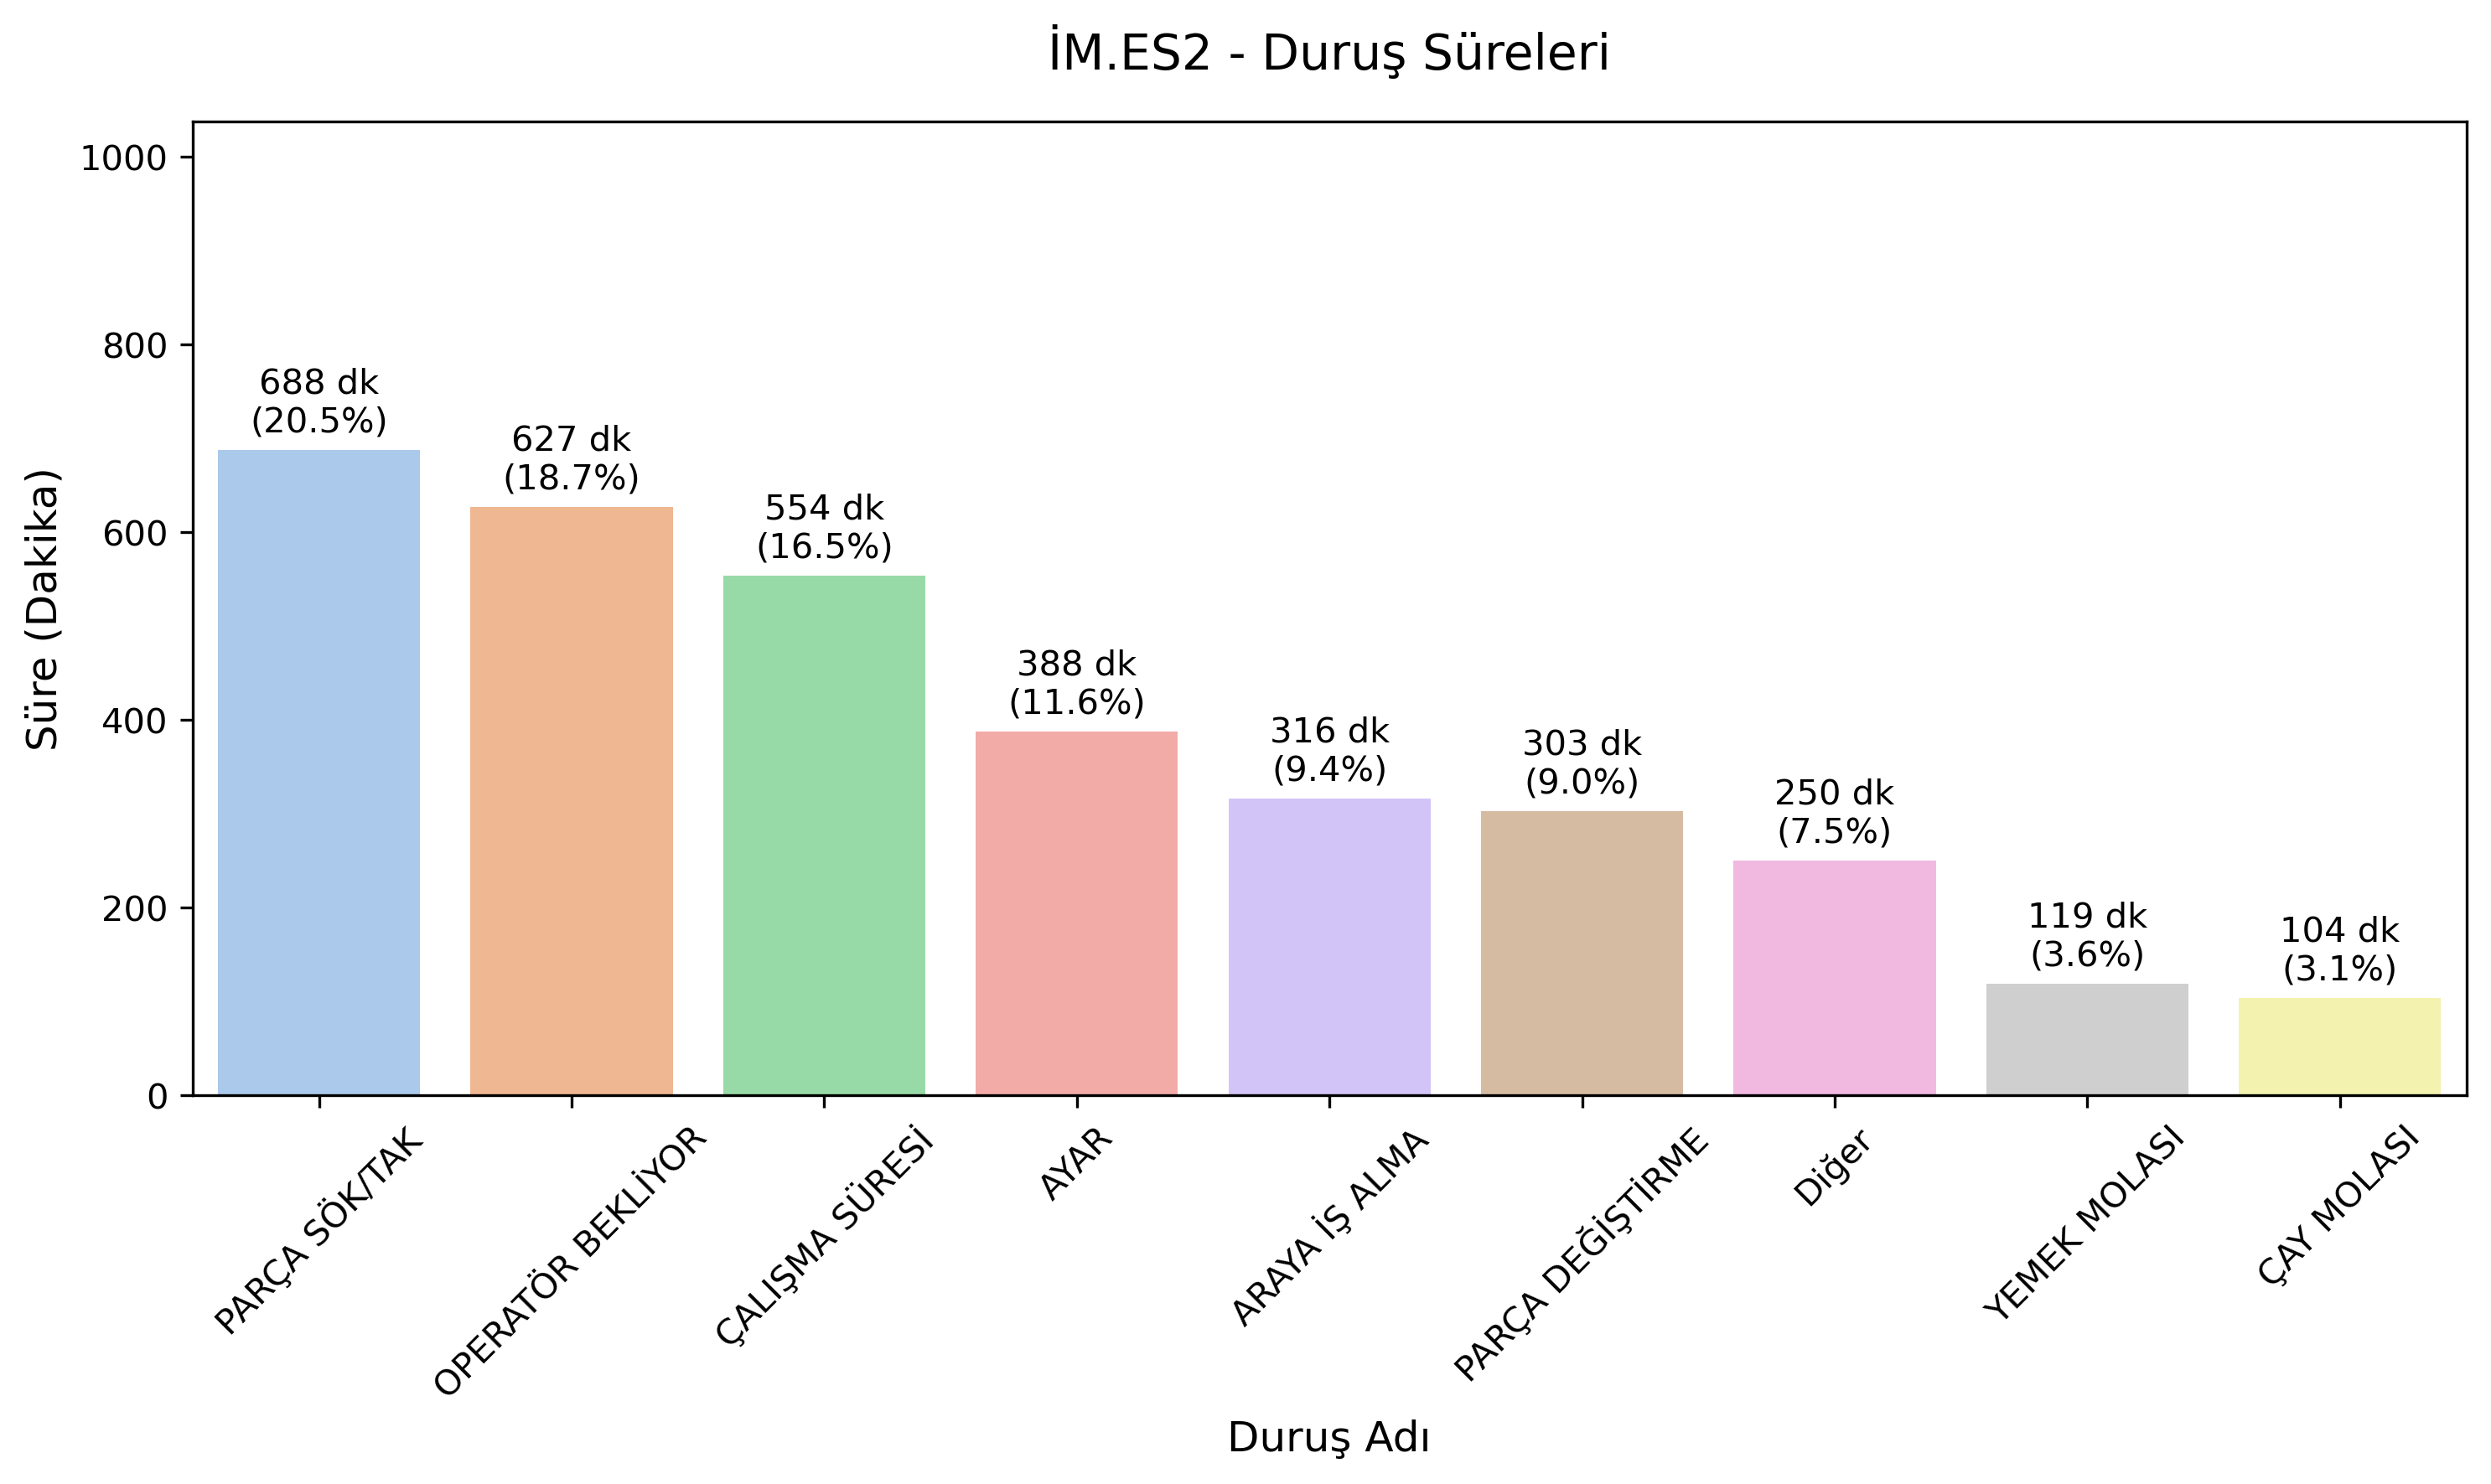 İM.ES2 - Duruş Süreleri
Süre (Dakika)
1000
800
600
400
200
0
688 dk
(20.5%)
627 dk
(18.7%)
554 dk
(16.5%)
388 dk
(11.6%)
316 dk
(9.4%)
303 dk
(9.0%)
250 dk
(7.5%)
119 dk
(3.6%)
104 dk
(3.1%)
PARÇA SÖK/TAK
OPERATÖR BEKLİYOR
ÇALIŞMA SÜRESİ
AYAR
ARAYA İŞ ALMA
PARÇA DEĞİŞTİRME
Diğer
YEMEK MOLASI
ÇAY MOLASI
Duruş Adı